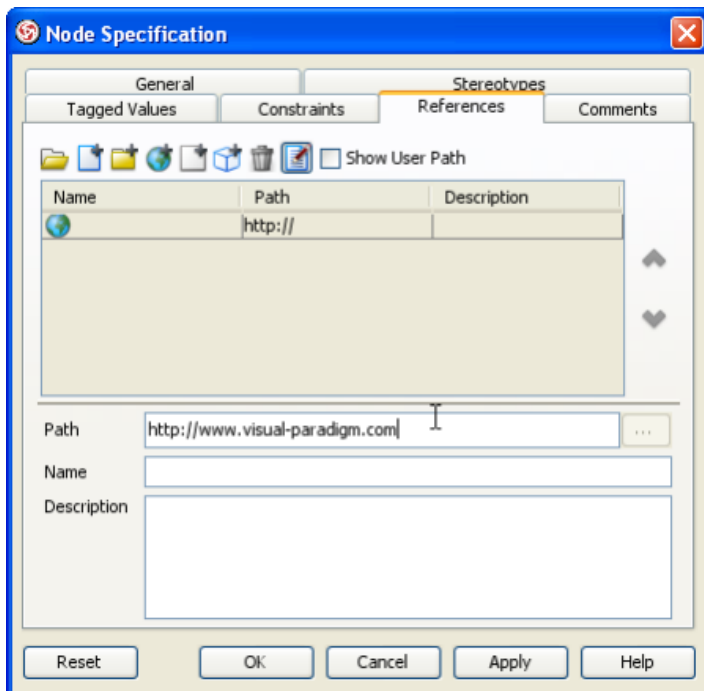 Node Specification
General Stereotypes
Tagged Values Constraints References Comments
Show User Path
Name Path Description
http://
Path http://www.visual-paradigm.com ...
Name
Description
Reset OK Cancel Apply Help